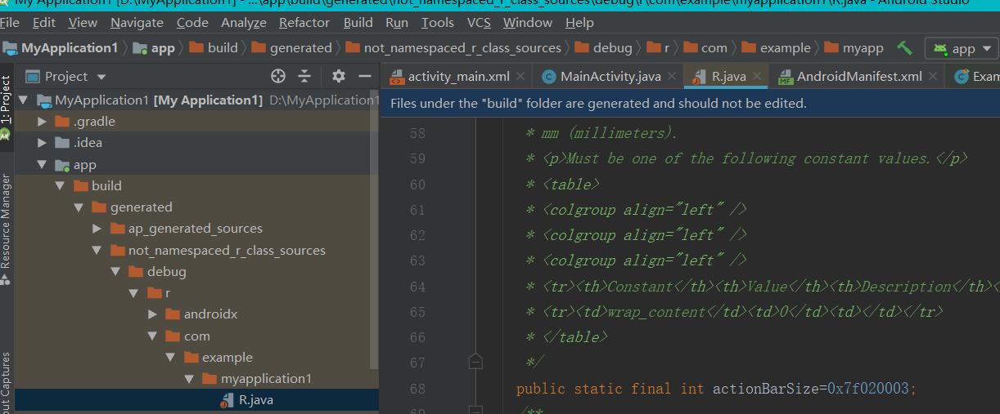 My Application1 [D:\MyApplication1] - ...\app\build\generated\not_namespaced_r_class_sources\debug\r\com\example\myapplication1\R.java - Android Studio
File Edit View Navigate Code Analyze Refactor Build Run Tools VCS Window Help
MyApplication1 app build generated not_namespaced_r_class_sources debug r com example myapp app
1: Project
Resource Manager
out Captures
Project
MyApplication1 [My Application1] D:\MyApplication1
.gradle
.idea
app
build
generated
ap_generated_sources
not_namespaced_r_class_sources
debug
r
androidx
com
example
myapplication1
R.java
activity_main.xml MainActivity.java R.java AndroidManifest.xml Exam
Files under the "build" folder are generated and should not be edited.
58 * mm (millimeters).
59 * <p>Must be one of the following constant values.</p>
60 * <table>
61 * <colgroup align="left" />
62 * <colgroup align="left" />
63 * <colgroup align="left" />
64 * <tr><th>Constant</th><th>Value</th><th>Description</th><
65 * <tr><td>wrap_content</td><td>0</td><td></td></tr>
66 * </table>
67 */
68 public static final int actionBarSize=0x7f020003;
69 /**